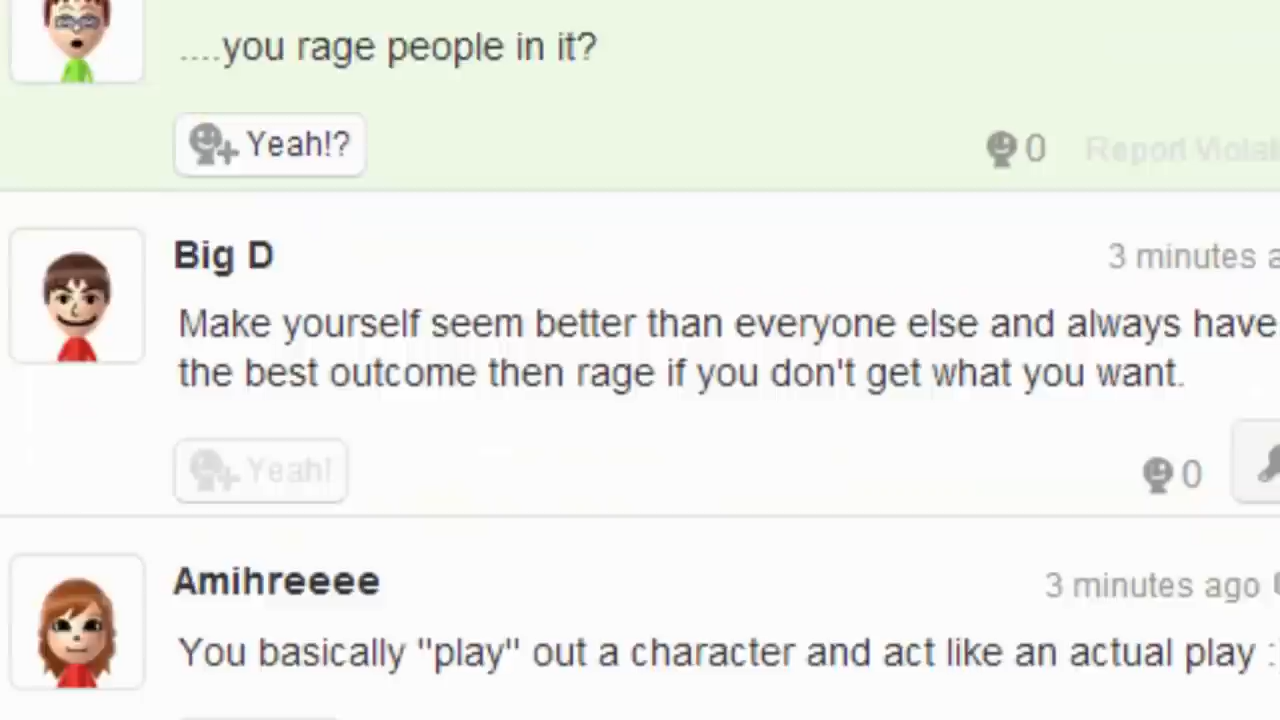 ....you rage people in it?
Yeah!?
0 Report
Big D
3 minutes
Make yourself seem better than everyone else and always have
the best outcome then rage if you don't get what you want.
Yeah!
0
Amihreeee
3 minutes ago
You basically "play" out a character and act like an actual play :